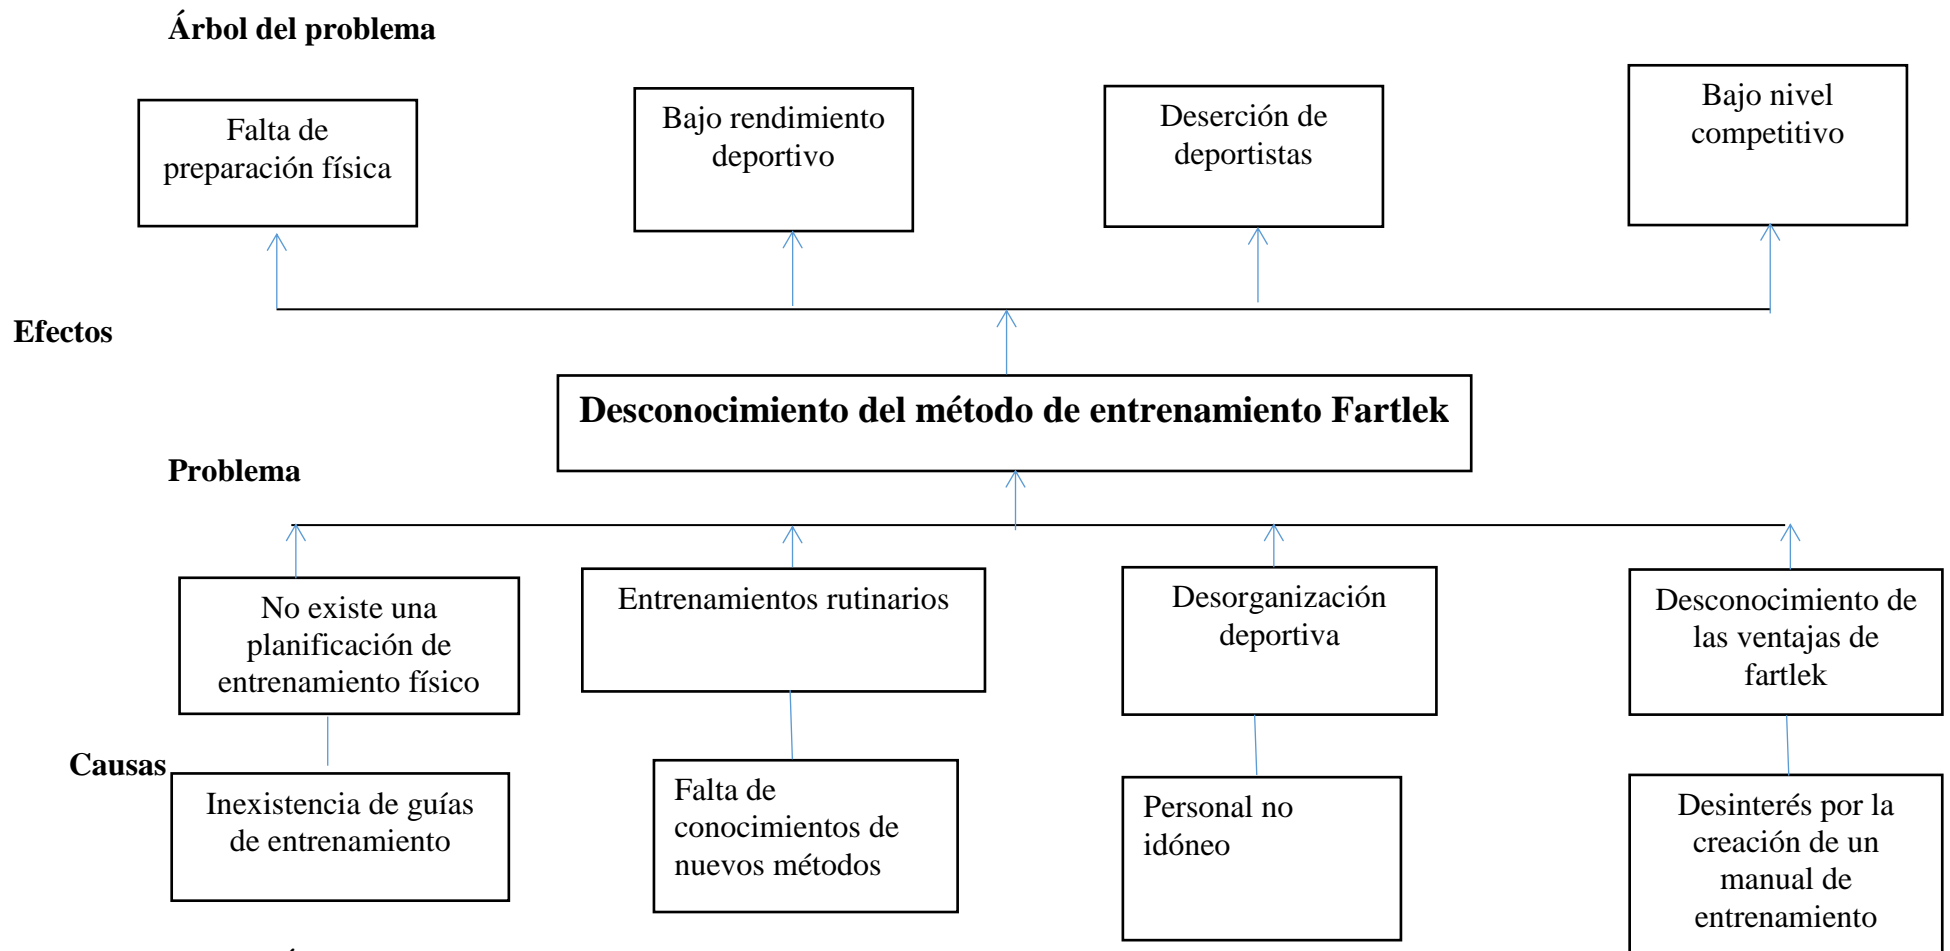 Árbol del problema
Falta de
preparación física
Bajo rendimiento
deportivo
Deserción de
deportistas
Bajo nivel
competitivo
Efectos
Desconocimiento del método de entrenamiento Fartlek
Problema
No existe una
planificación de
entrenamiento físico
Entrenamientos rutinarios
Desorganización
deportiva
Desconocimiento de
las ventajas de
fartlek
Causas
Inexistencia de guías
de entrenamiento
Falta de
conocimientos de
nuevos métodos
Personal no
idóneo
Desinterés por la
creación de un
manual de
entrenamiento